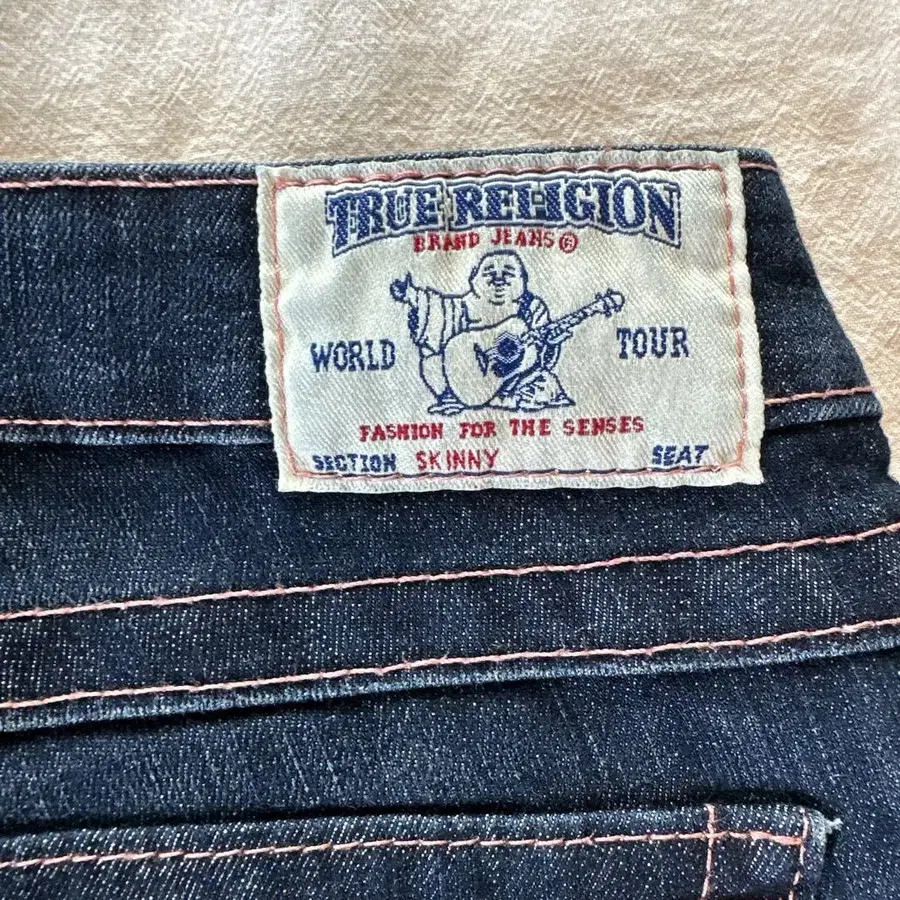 TRUE RELIGION
BRAND JEANS®
WORLD TOUR
FASHION FOR THE SENSES
SECTION SKINNY SEAT